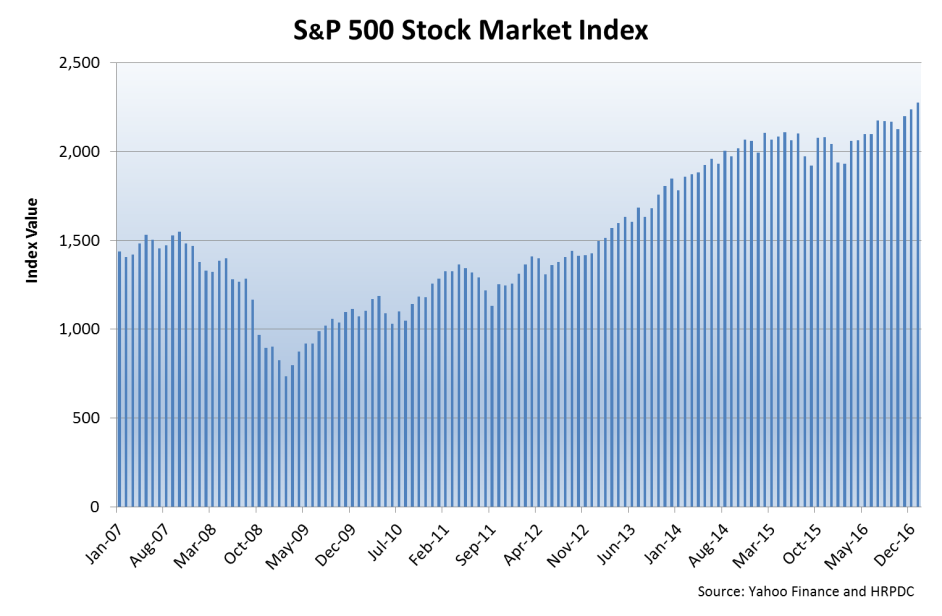 S&P 500 Stock Market Index
2,500
2,000
1,500
1,000
500
0
Index Value
Jan-07
Aug-07
Mar-08
Oct-08
May-09
Dec-09
Jul-10
Feb-11
Sep-11
Apr-12
Nov-12
Jun-13
Jan-14
Aug-14
Mar-15
Oct-15
May-16
Dec-16
Source: Yahoo Finance and HRPDC